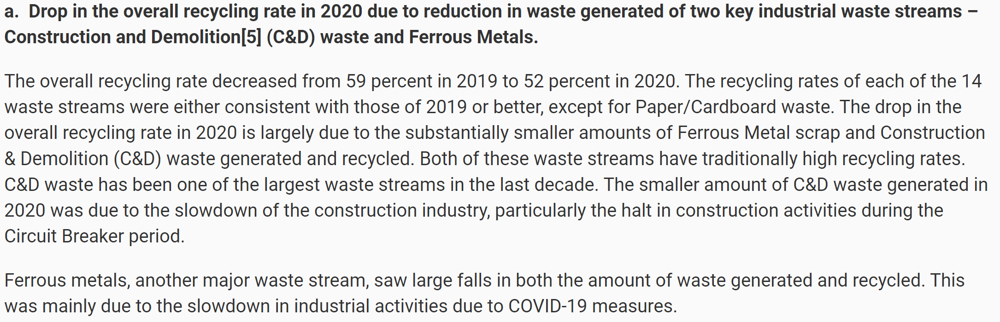 a. Drop in the overall recycling rate in 2020 due to reduction in waste generated of two key industrial waste streams –
Construction and Demolition[5] (C&D) waste and Ferrous Metals.
The overall recycling rate decreased from 59 percent in 2019 to 52 percent in 2020. The recycling rates of each of the 14
waste streams were either consistent with those of 2019 or better, except for Paper/Cardboard waste. The drop in the
overall recycling rate in 2020 is largely due to the substantially smaller amounts of Ferrous Metal scrap and Construction
& Demolition (C&D) waste generated and recycled. Both of these waste streams have traditionally high recycling rates.
C&D waste has been one of the largest waste streams in the last decade. The smaller amount of C&D waste generated in
2020 was due to the slowdown of the construction industry, particularly the halt in construction activities during the
Circuit Breaker period.
Ferrous metals, another major waste stream, saw large falls in both the amount of waste generated and recycled. This
was mainly due to the slowdown in industrial activities due to COVID-19 measures.